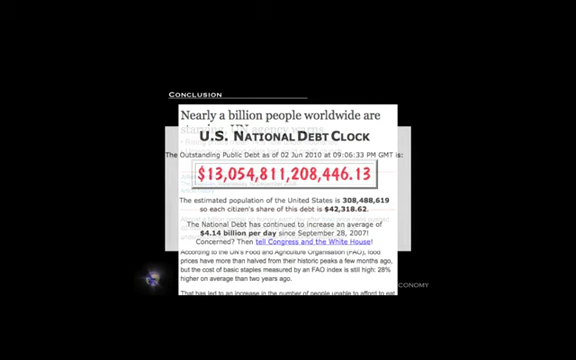 Conclusion
Nearly a billion people worldwide are
starving, UN agency warns
U.S. National Debt Clock
The Outstanding Public Debt as of 02 Jun 2010 at 09:06:33 PM GMT is:
$13,054,811,208,446.13
The estimated population of the United States is 308,488,619
so each citizen's share of this debt is $42,318.62.
The National Debt has continued to increase an average of
$4.14 billion per day since September 28, 2007!
Concerned? Then tell Congress and the White House!
According to the UN's Food and Agriculture Organisation (FAO), food
prices have more than halved from their historic peaks a few months ago,
but the cost of basic staples measured by an FAO index is still high: 28%
higher on average than two years ago.
ECONOMY
That has led to an increase in the number of people unable to afford to eat